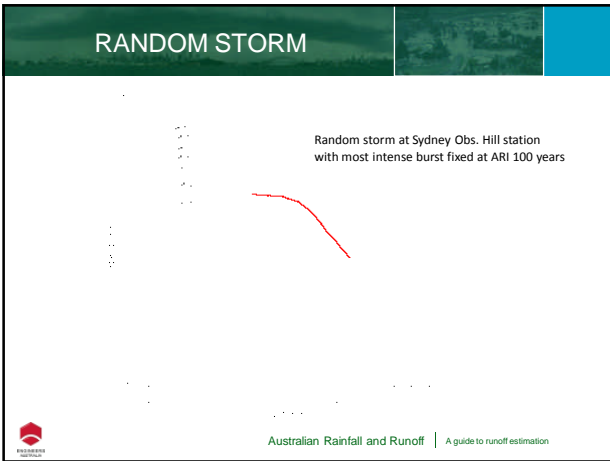 RANDOM STORM
Random storm at Sydney Obs. Hill station
with most intense burst fixed at ARI 100 years
Australian Rainfall and Runoff
A guide to runoff estimation